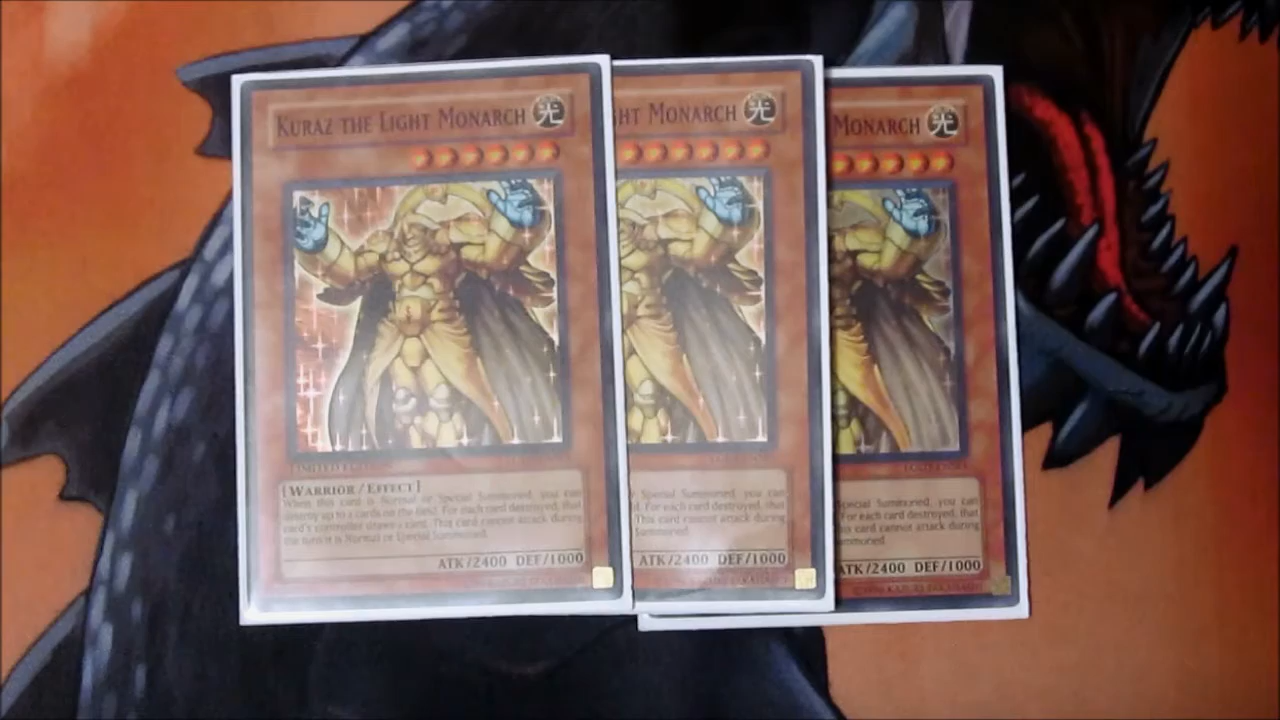 KURAZ THE LIGHT MONARCH
光
LIMITED EDITION
[WARRIOR / EFFECT]
When this card is Normal or Special Summoned, you can
destroy up to 2 cards on the field. For each card destroyed, that
card's controller draws 1 card. This card cannot attack during
the turn it is Normal or Special Summoned.
ATK/2400 DEF/1000
GHT MONARCH
光
Special Summoned, you can
d. For each card destroyed, that
This card cannot attack during
Summoned.
ATK/2400 DEF/1000
MONARCH
光
Special Summoned, you can
For each card destroyed, that
is card cannot attack during
ummoned.
ATK/2400 DEF/1000